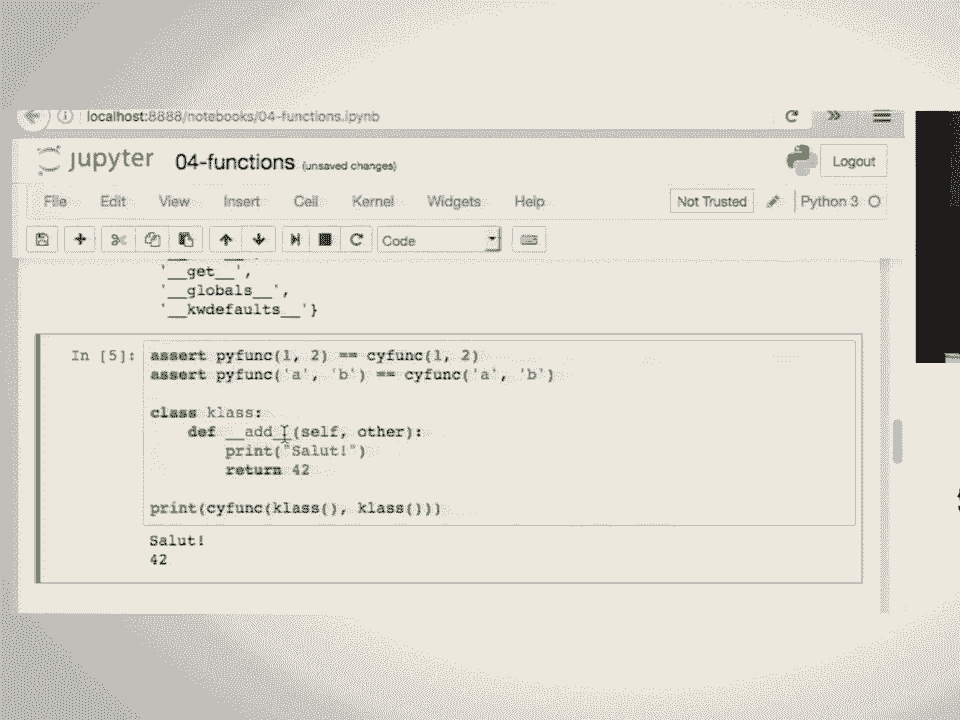 localhost:8888/notebooks/04-functions.ipynb
jupyter 04-functions (unsaved changes) Logout
File Edit View Insert Cell Kernel Widgets Help Not Trusted Python 3
Code
'__get__',
'__globals__',
'__kwdefaults__'}
In [5]: assert pyfunc(1, 2) == cyfunc(1, 2)
assert pyfunc('a', 'b') == cyfunc('a', 'b')
class klass:
def __add__(self, other):
print("Salut!")
return 42
print(cyfunc(klass(), klass()))
Salut!
42